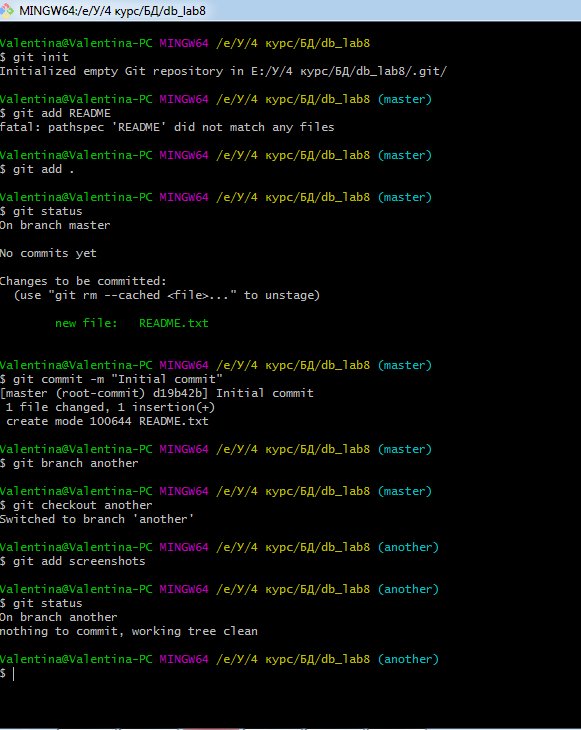 MINGW64:/e/У/4 курс/БД/db_lab8
Valentina@Valentina-PC MINGW64 /e/У/4 курс/БД/db_lab8
$ git init
Initialized empty Git repository in E:/У/4 курс/БД/db_lab8/.git/
Valentina@Valentina-PC MINGW64 /e/У/4 курс/БД/db_lab8 (master)
$ git add README
fatal: pathspec 'README' did not match any files
Valentina@Valentina-PC MINGW64 /e/У/4 курс/БД/db_lab8 (master)
$ git add .
Valentina@Valentina-PC MINGW64 /e/У/4 курс/БД/db_lab8 (master)
$ git status
On branch master
No commits yet
Changes to be committed:
(use "git rm --cached <file>..." to unstage)
new file: README.txt
Valentina@Valentina-PC MINGW64 /e/У/4 курс/БД/db_lab8 (master)
$ git commit -m "Initial commit"
[master (root-commit) d19b42b] Initial commit
1 file changed, 1 insertion(+)
create mode 100644 README.txt
Valentina@Valentina-PC MINGW64 /e/У/4 курс/БД/db_lab8 (master)
$ git branch another
Valentina@Valentina-PC MINGW64 /e/У/4 курс/БД/db_lab8 (master)
$ git checkout another
Switched to branch 'another'
Valentina@Valentina-PC MINGW64 /e/У/4 курс/БД/db_lab8 (another)
$ git add screenshots
Valentina@Valentina-PC MINGW64 /e/У/4 курс/БД/db_lab8 (another)
$ git status
On branch another
nothing to commit, working tree clean
Valentina@Valentina-PC MINGW64 /e/У/4 курс/БД/db_lab8 (another)
$